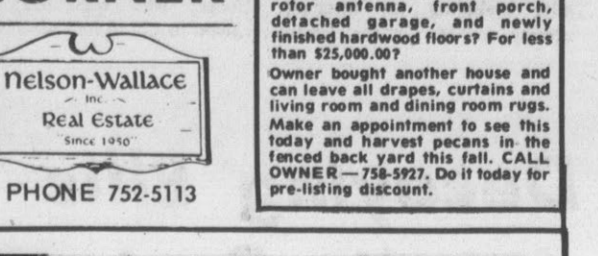 Nelson-Wallace
Inc.
Real Estate
"Since 1950"
PHONE 752-5113
rotor antenna, front porch,
detached garage, and newly
finished hardwood floors? For less
than $25,000.00?
Owner bought another house and
can leave all drapes, curtains and
living room and dining room rugs.
Make an appointment to see this
today and harvest pecans in the
fenced back yard this fall. CALL
OWNER—758-5927. Do it today for
pre-listing discount.